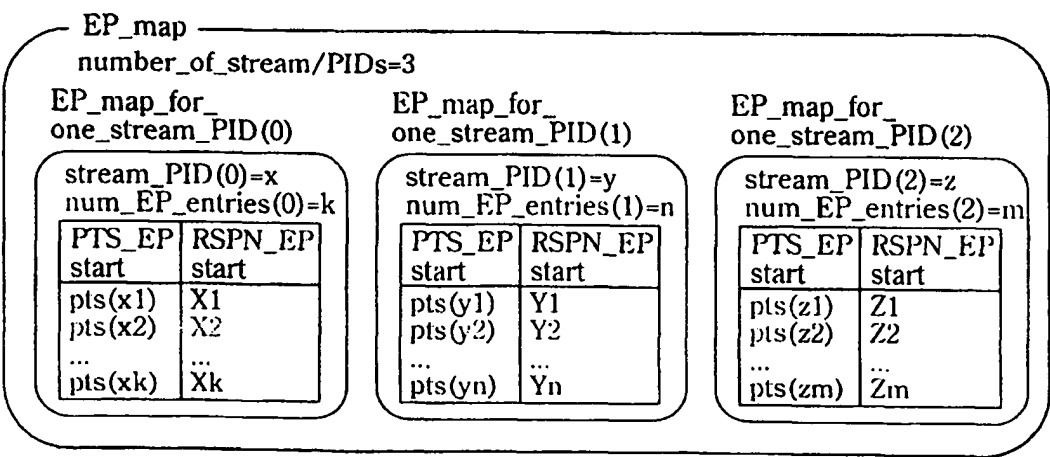 EP_map
number_of_stream/PIDs=3
EP_map_for_
one_stream_PID(0)
stream_PID(0)=x
num_EP_entries(0)=k
PTS_EP RSPN_EP
start start
pts(x1) X1
pts(x2) X2
... ...
pts(xk) Xk
EP_map_for_
one_stream_PID(1)
stream_PID(1)=y
num_EP_entries(1)=n
PTS_EP RSPN_EP
start start
pts(y1) Y1
pts(y2) Y2
... ...
pts(yn) Yn
EP_map_for_
one_stream_PID(2)
stream_PID(2)=z
num_EP_entries(2)=m
PTS_EP RSPN_EP
start start
pts(z1) Z1
pts(z2) Z2
... ...
pts(zm) Zm